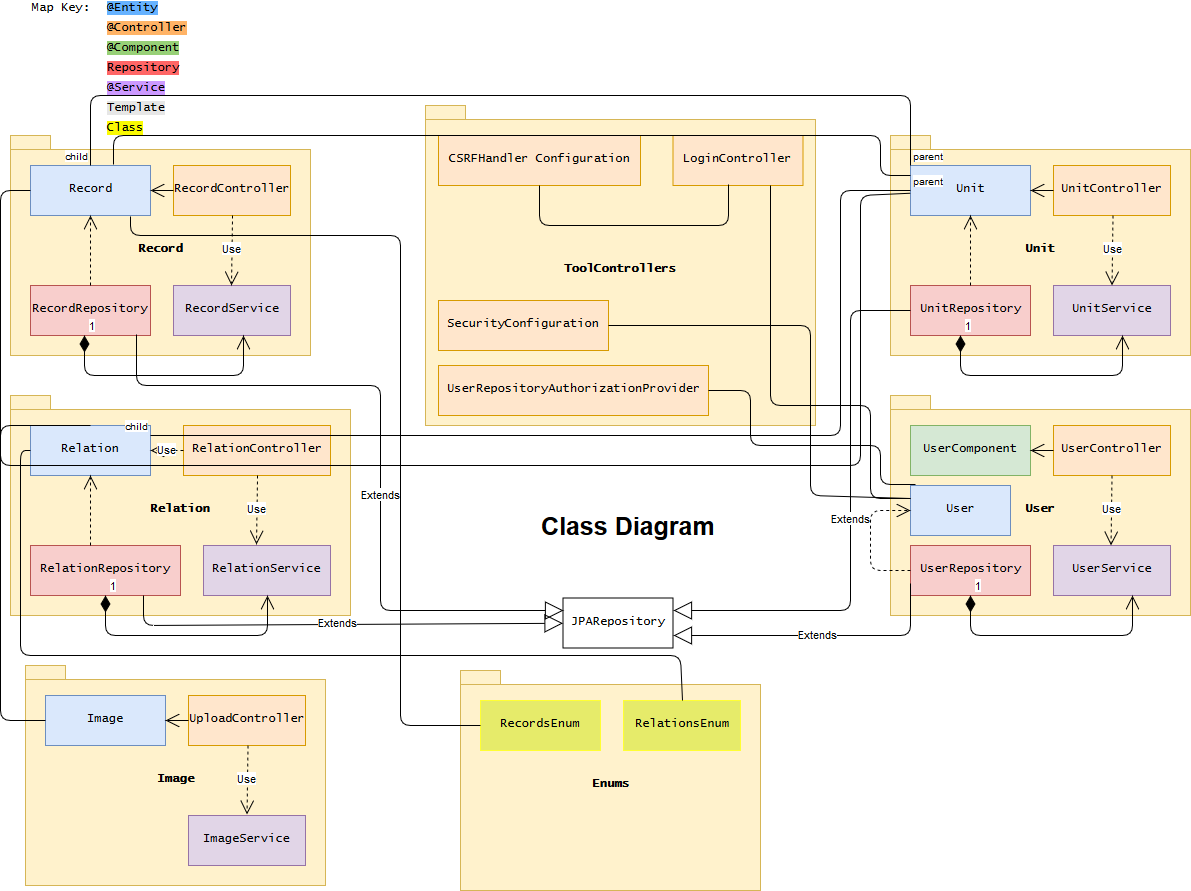 Map Key: @Entity
@Controller
@Component
Repository
@Service
Template
Class
child
Record
RecordController
Record
Use
RecordRepository
1
RecordService
CSRFHandler Configuration
LoginController
ToolControllers
SecurityConfiguration
UserRepositoryAuthorizationProvider
parent
parent
Unit
UnitController
Unit
Use
UnitRepository
1
UnitService
child
Relation
Use
RelationController
Relation
Use
RelationRepository
1
RelationService
Extends
Extends
Class Diagram
JPARepository
UserComponent
UserController
User
User
Use
Extends
UserRepository
1
UserService
Extends
Image
UploadController
Image
Use
ImageService
RecordsEnum
RelationsEnum
Enums